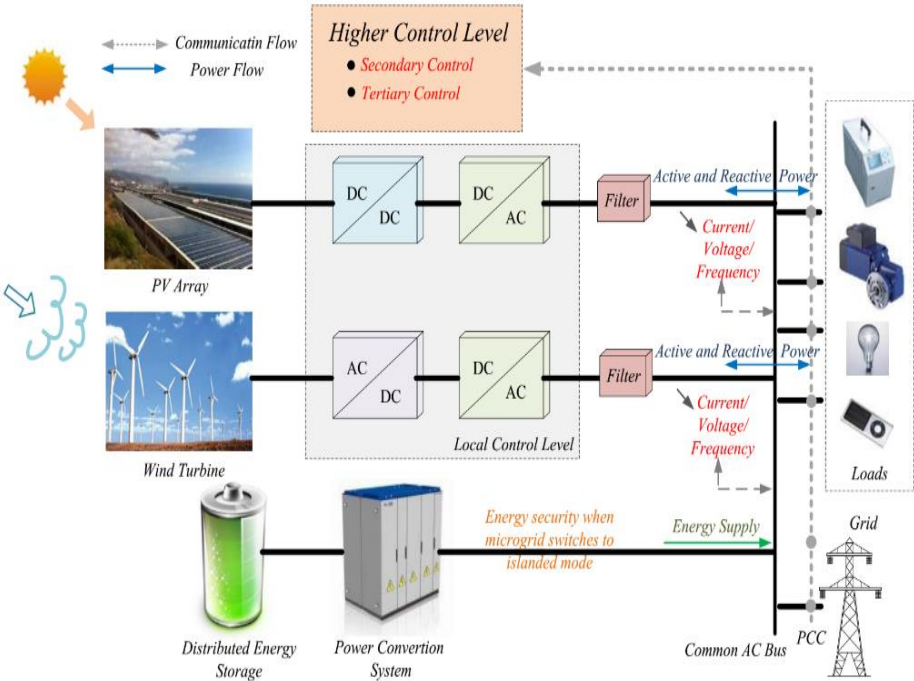 Communicatin Flow
Power Flow
Higher Control Level
Secondary Control
Tertiary Control
PV Array
DC
DC
DC
AC
Filter
Active and Reactive Power
Current/
Voltage/
Frequency
Wind Turbine
AC
DC
DC
AC
Local Control Level
Filter
Active and Reactive Power
Current/
Voltage/
Frequency
Loads
Distributed Energy
Storage
Power Convertion
System
Energy security when
microgrid switches to
islanded mode
Energy Supply
Common AC Bus
PCC
Grid